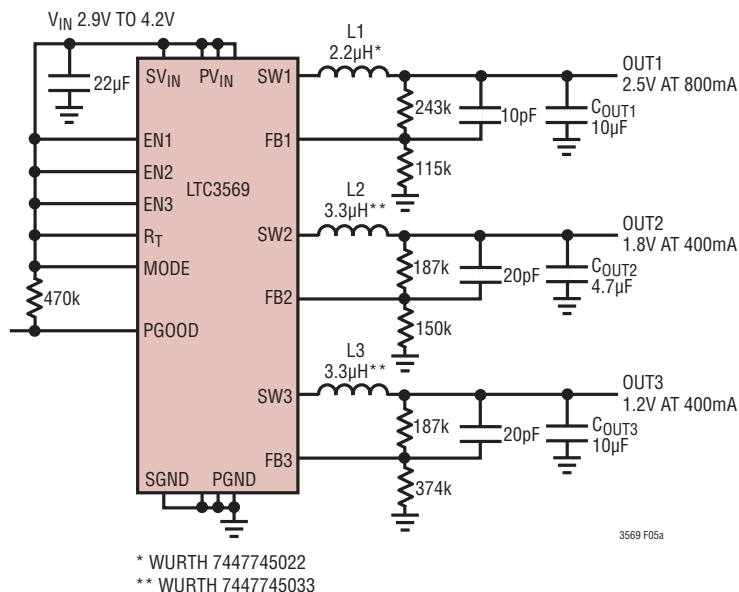 VIN 2.9V TO 4.2V
22µF
SVIN PVIN SW1
EN1
EN2
EN3
RT
MODE
470k
PGOOD
LTC3569
FB1
SW2
FB2
SW3
FB3
SGND PGND
L1
2.2µH*
243k
10pF
COUT1
10µF
115k
OUT1
2.5V AT 800mA
L2
3.3µH**
187k
20pF
COUT2
4.7µF
150k
OUT2
1.8V AT 400mA
L3
3.3µH**
187k
20pF
COUT3
10µF
374k
OUT3
1.2V AT 400mA
3569 F05a
* WURTH 7447745022
** WURTH 7447745033